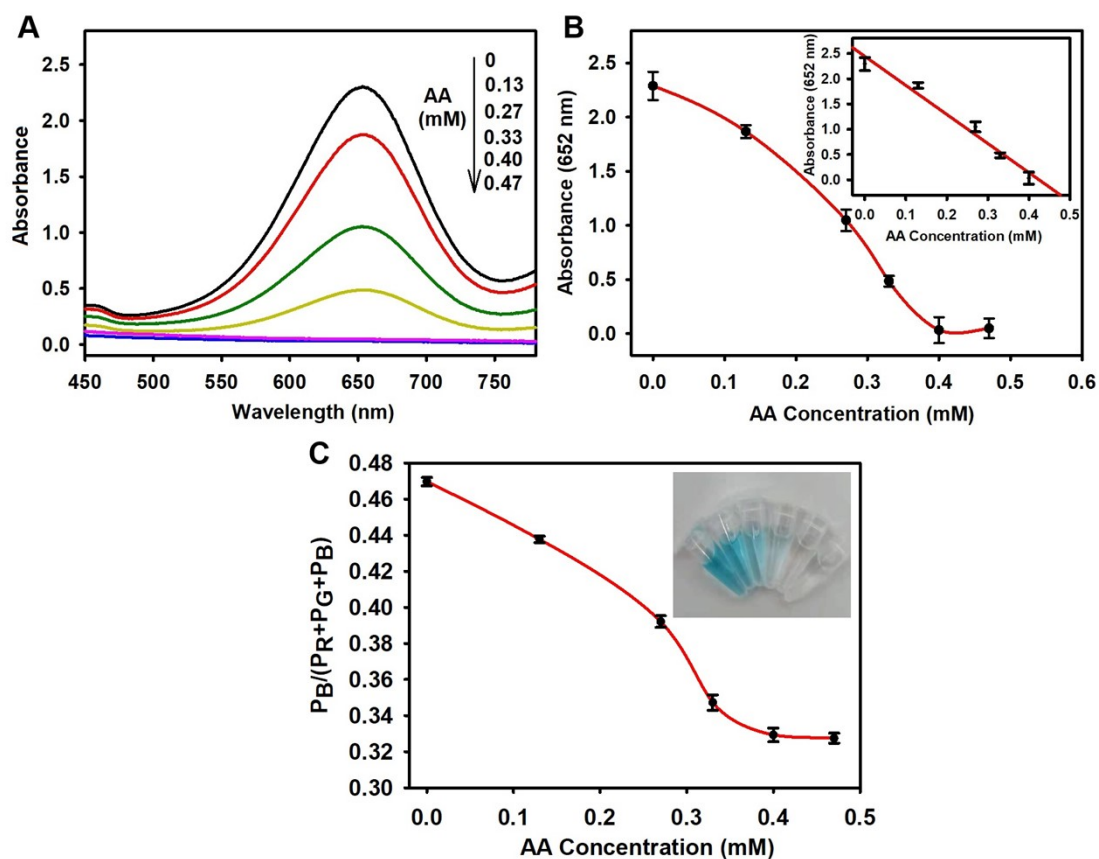 A
Absorbance
2.5
2.0
1.5
1.0
0.5
0.0
450 500 550 600 650 700 750
Wavelength (nm)
AA
(mM)
0
0.13
0.27
0.33
0.40
0.47
B
Absorbance (652 nm)
2.5
2.0
1.5
1.0
0.5
0.0
0.0 0.1 0.2 0.3 0.4 0.5 0.6
AA Concentration (mM)
Absorbance (652 nm)
2.5
2.0
1.5
1.0
0.5
0.0
0.0 0.1 0.2 0.3 0.4 0.5
AA Concentration (mM)
C
PB/(PR+PG+PB)
0.48
0.46
0.44
0.42
0.40
0.38
0.36
0.34
0.32
0.30
0.0 0.1 0.2 0.3 0.4 0.5
AA Concentration (mM)